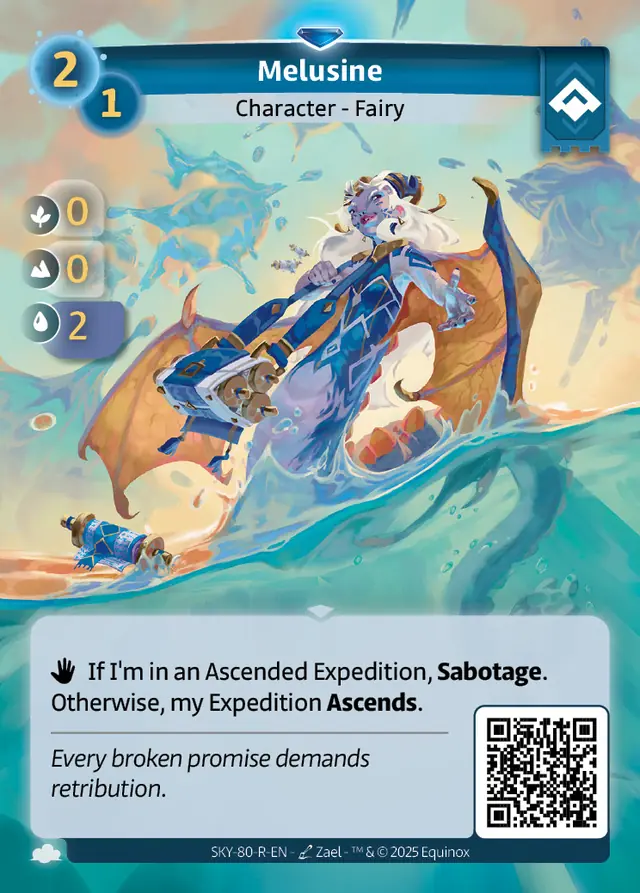 2
Melusine
1
Character - Fairy
0
0
2
If I'm in an Ascended Expedition, Sabotage.
Otherwise, my Expedition Ascends.
Every broken promise demands
retribution.
SKY-80-R-EN - Zael - ™ & © 2025 Equinox